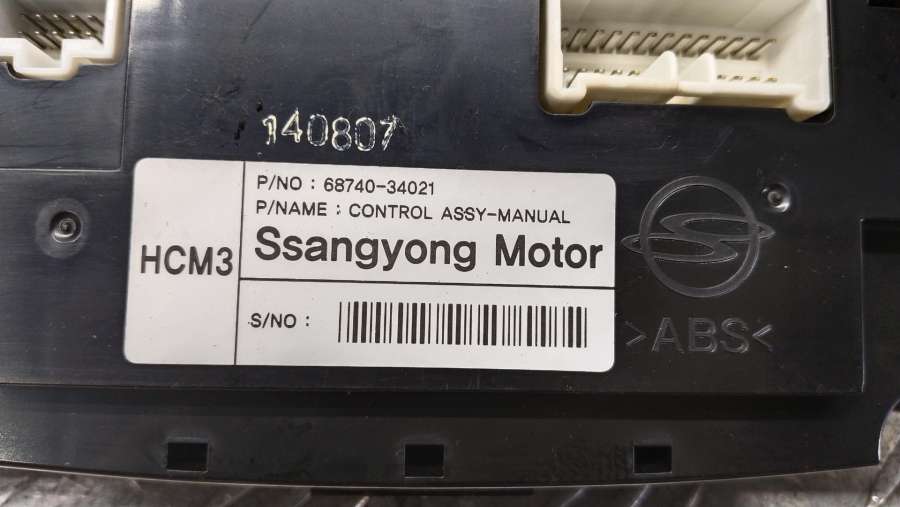 140807
P/NO : 68740-34021
P/NAME : CONTROL ASSY-MANUAL
HCM3
Ssangyong Motor
S/NO :
>ABS<